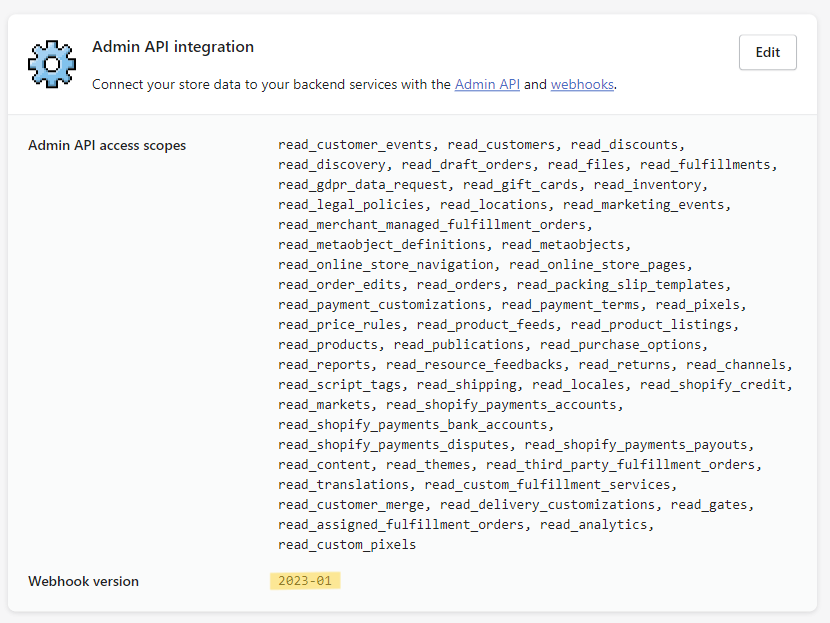 Admin API integration
Edit
Connect your store data to your backend services with the Admin API and webhooks.
Admin API access scopes
read_customer_events, read_customers, read_discounts,
read_discovery, read_draft_orders, read_files, read_fulfillments,
read_gdpr_data_request, read_gift_cards, read_inventory,
read_legal_policies, read_locations, read_marketing_events,
read_merchant_managed_fulfillment_orders,
read_metaobject_definitions, read_metaobjects,
read_online_store_navigation, read_online_store_pages,
read_order_edits, read_orders, read_packing_slip_templates,
read_payment_customizations, read_payment_terms, read_pixels,
read_price_rules, read_product_feeds, read_product_listings,
read_products, read_publications, read_purchase_options,
read_reports, read_resource_feedbacks, read_returns, read_channels,
read_script_tags, read_shipping, read_locales, read_shopify_credit,
read_markets, read_shopify_payments_accounts,
read_shopify_payments_bank_accounts,
read_shopify_payments_disputes, read_shopify_payments_payouts,
read_content, read_themes, read_third_party_fulfillment_orders,
read_translations, read_custom_fulfillment_services,
read_customer_merge, read_delivery_customizations, read_gates,
read_assigned_fulfillment_orders, read_analytics,
read_custom_pixels
Webhook version
2023-01